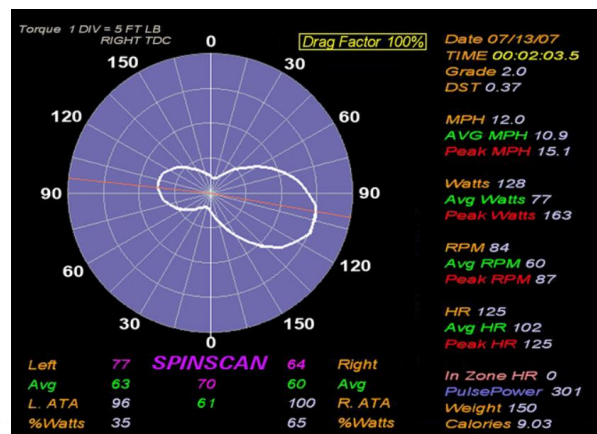 Torque 1 DIV = 5 FT LB
RIGHT TDC
Drag Factor 100%
0
30
60
90
120
150
0
30
60
90
120
150
Date 07/13/07
TIME 00:02:03.5
Grade 2.0
DST 0.37
MPH 12.0
AVG MPH 10.9
Peak MPH 15.1
Watts 128
Avg Watts 77
Peak Watts 163
RPM 84
Avg RPM 60
Peak RPM 87
HR 125
Avg HR 102
Peak HR 125
In Zone HR 0
PulsePower 301
Weight 150
Calories 9.03
Left 77 SPINSCAN 64 Right
Avg 63 70 60 Avg
L. ATA 96 61 100 R. ATA
%Watts 35 65 %Watts